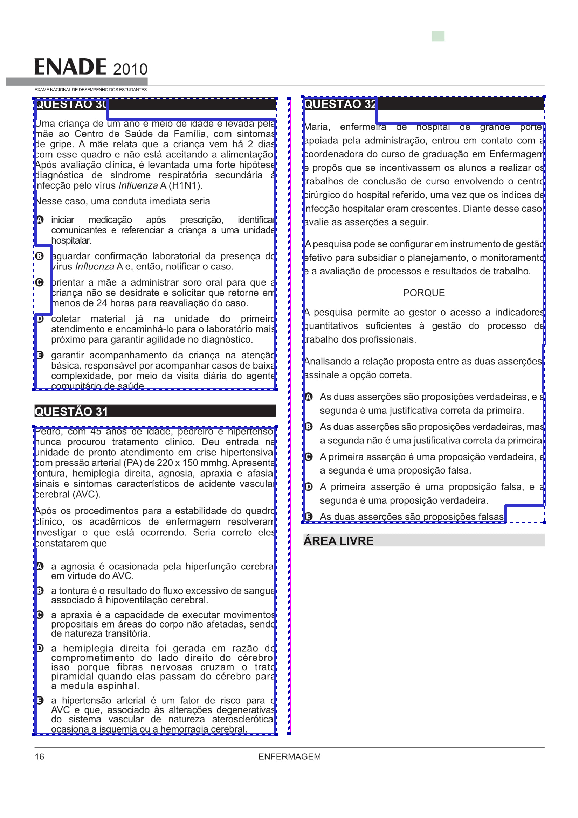 ENADE 2010
EXAME NACIONAL DE DESEMPENHO DOS ESTUDANTES
QUESTÃO 30
Uma criança de um ano e meio de idade é levada pela
mãe ao Centro de Saúde da Família, com sintomas
de gripe. A mãe relata que a criança vem há 2 dias
com esse quadro e não está aceitando a alimentação.
Após avaliação clínica, é levantada uma forte hipótese
diagnóstica de síndrome respiratória secundária à
infecção pelo vírus Influenza A (H1N1).
Nesse caso, uma conduta imediata seria
A iniciar medicação após prescrição, identificar
comunicantes e referenciar a criança a uma unidade
hospitalar.
B aguardar confirmação laboratorial da presença do
vírus Influenza A e, então, notificar o caso.
C orientar a mãe a administrar soro oral para que a
criança não se desidrate e solicitar que retorne em
menos de 24 horas para reavaliação do caso.
D coletar material já na unidade do primeiro
atendimento e encaminhá-lo para o laboratório mais
próximo para garantir agilidade no diagnóstico.
E garantir acompanhamento da criança na atenção
básica, responsável por acompanhar casos de baixa
complexidade, por meio da visita diária do agente
comunitário de saúde.
QUESTÃO 31
Pedro, com 45 anos de idade, pedreiro e hipertenso,
nunca procurou tratamento clínico. Deu entrada na
unidade de pronto atendimento em crise hipertensiva,
com pressão arterial (PA) de 220 x 150 mmhg. Apresenta
tontura, hemiplegia direita, agnosia, apraxia e afasia,
sinais e sintomas característicos de acidente vascular
cerebral (AVC).
Após os procedimentos para a estabilidade do quadro
clínico, os acadêmicos de enfermagem resolveram
investigar o que está ocorrendo. Seria correto eles
constatarem que
A a agnosia é ocasionada pela hiperfunção cerebral
em virtude do AVC.
B a tontura é o resultado do fluxo excessivo de sangue
associado à hipoventilação cerebral.
C a apraxia é a capacidade de executar movimentos
propositais em áreas do corpo não afetadas, sendo
de natureza transitória.
D a hemiplegia direita foi gerada em razão do
comprometimento do lado direito do cérebro,
isso porque fibras nervosas cruzam o trato
piramidal quando elas passam do cérebro para
a medula espinhal.
E a hipertensão arterial é um fator de risco para o
AVC e que, associado às alterações degenerativas
do sistema vascular de natureza aterosclerótica,
ocasiona a isquemia ou a hemorragia cerebral.
QUESTÃO 32
Maria, enfermeira de hospital de grande porte,
apoiada pela administração, entrou em contato com a
coordenadora do curso de graduação em Enfermagem
e propôs que se incentivassem os alunos a realizar os
trabalhos de conclusão de curso envolvendo o centro
cirúrgico do hospital referido, uma vez que os índices de
infecção hospitalar eram crescentes. Diante desse caso,
avalie as asserções a seguir.
A pesquisa pode se configurar em instrumento de gestão
efetivo para subsidiar o planejamento, o monitoramento
e a avaliação de processos e resultados de trabalho.
PORQUE
A pesquisa permite ao gestor o acesso a indicadores
quantitativos suficientes à gestão do processo de
trabalho dos profissionais.
Analisando a relação proposta entre as duas asserções,
assinale a opção correta.
A As duas asserções são proposições verdadeiras, e a
segunda é uma justificativa correta da primeira.
B As duas asserções são proposições verdadeiras, mas
a segunda não é uma justificativa correta da primeira.
C A primeira asserção é uma proposição verdadeira, e
a segunda é uma proposição falsa.
D A primeira asserção é uma proposição falsa, e a
segunda é uma proposição verdadeira.
E As duas asserções são proposições falsas.
ÁREA LIVRE
16
ENFERMAGEM